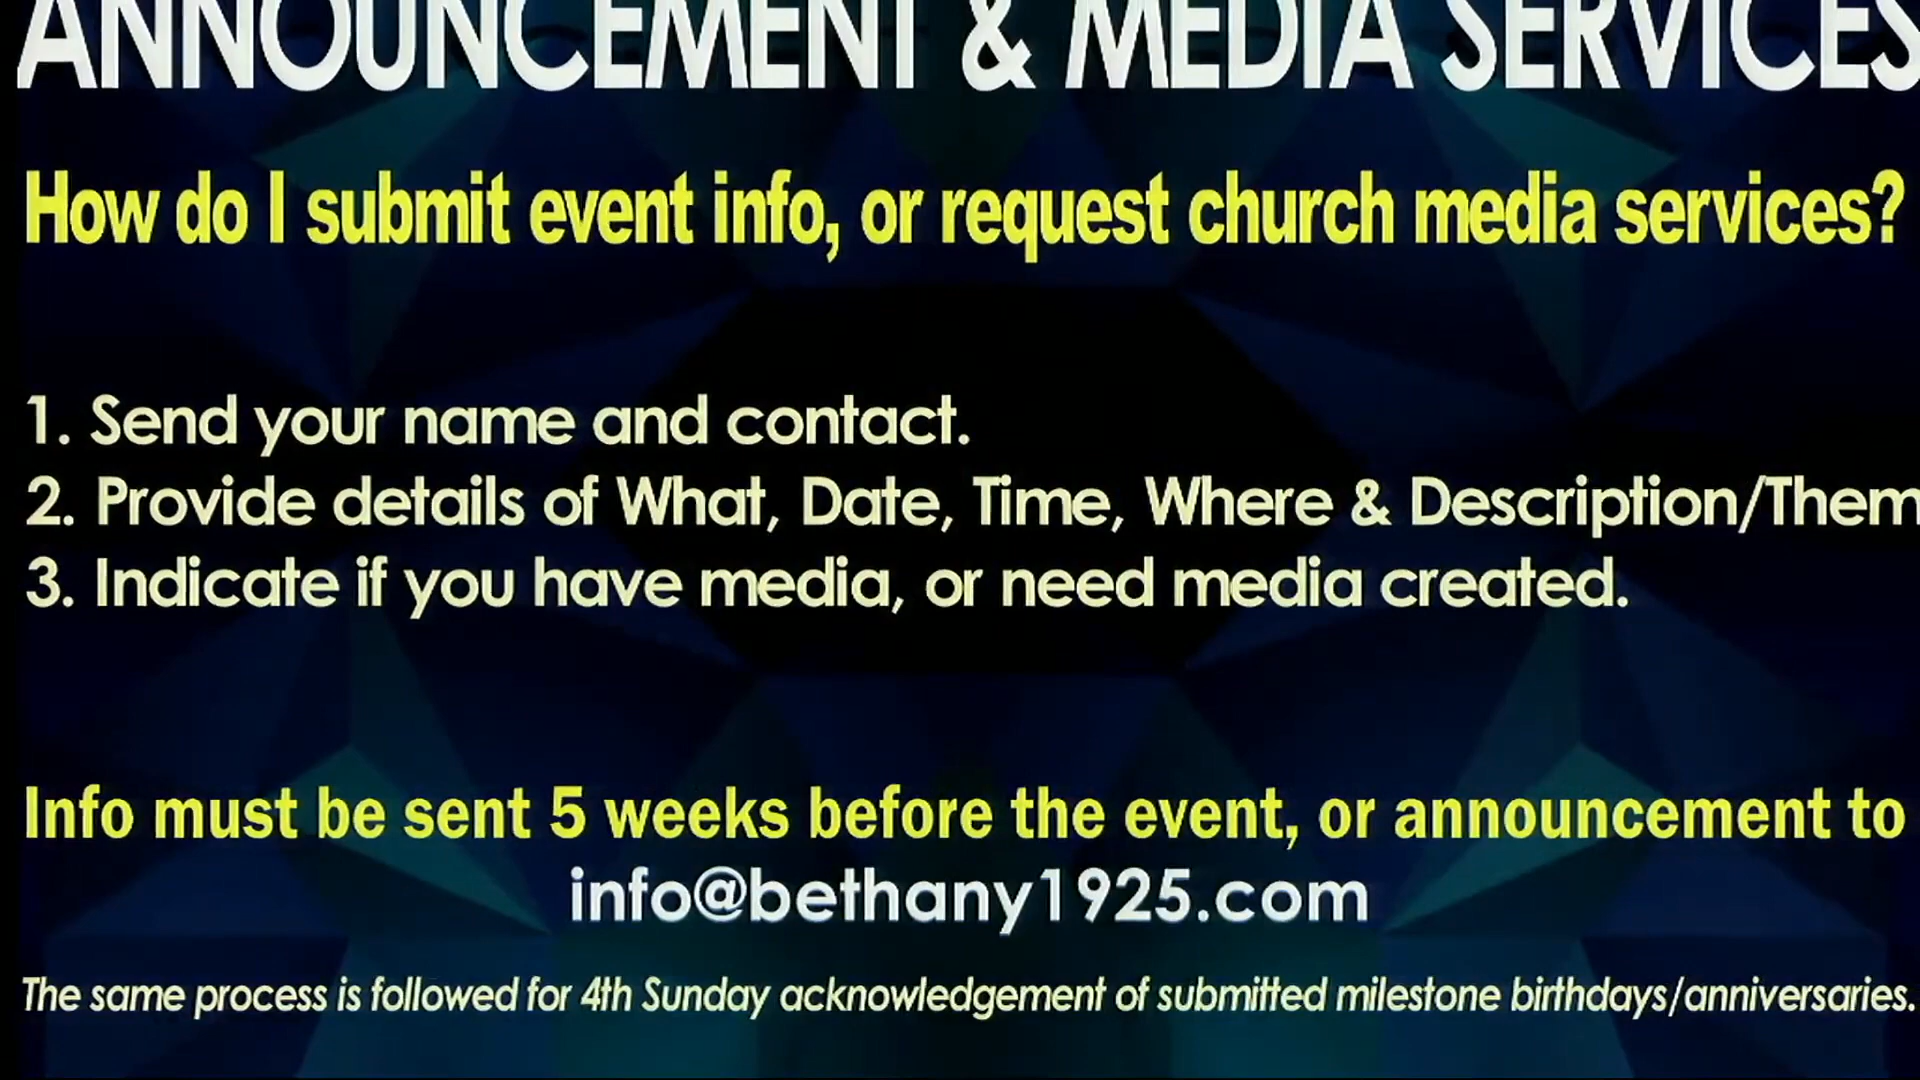 ANNOUNCEMENT & MEDIA SERVICES
How do I submit event info, or request church media services?
1. Send your name and contact.
2. Provide details of What, Date, Time, Where & Description/Them
3. Indicate if you have media, or need media created.
Info must be sent 5 weeks before the event, or announcement to
info@bethany1925.com
The same process is followed for 4th Sunday acknowledgement of submitted milestone birthdays/anniversaries.